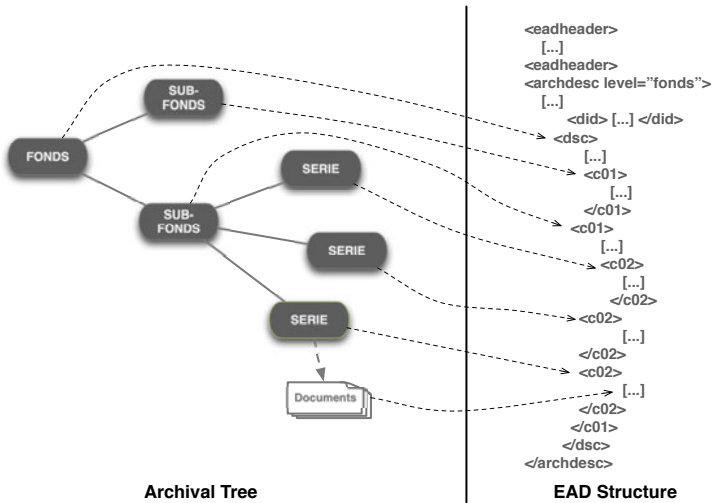 SUB-
FONDS
FONDS
SERIE
SUB-
FONDS
SERIE
SERIE
Documents
Archival Tree
<eadheader>
[...]
<eadheader>
<archdesc level=”fonds”>
[...]
<did> [...] </did>
<dsc>
[...]
<c01>
[...]
</c01>
<c01>
[...]
<c02>
[...]
</c02>
<c02>
[...]
</c02>
<c02>
[...]
</c02>
</c01>
</dsc>
</archdesc>
EAD Structure